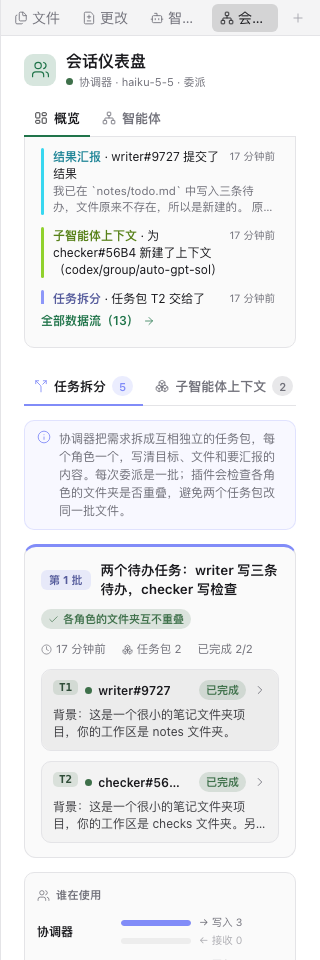 文件 更改 智... 会...
会话仪表盘
协调器 · haiku-5-5 · 委派
概览 智能体
结果汇报 · writer#9727 提交了 17 分钟前
结果
我已在 `notes/todo.md` 中写入三条待
办，文件原来不存在，所以是新建的。 原...
子智能体上下文 · 为 17 分钟前
checker#56B4 新建了上下文
（codex/group/auto-gpt-sol）
任务拆分 · 任务包 T2 交给了 17 分钟前
全部数据流（13） →
任务拆分 5 子智能体上下文 2
协调器把需求拆成互相独立的任务包，每
个角色一个，写清目标、文件和要汇报的
内容。每次委派是一批；插件会检查各角
色的文件夹是否重叠，避免两个任务包改
同一批文件。
第 1 批 两个待办任务：writer 写三条
待办，checker 写检查
各角色的文件夹互不重叠
17 分钟前 任务包 2 已完成 2/2
T1 writer#9727 已完成
背景：这是一个很小的笔记文件夹项
目，你的工作区是 notes 文件夹。
T2 checker#56... 已完成
背景：这是一个很小的笔记文件夹项
目，你的工作区是 checks 文件夹。另...
谁在使用
协调器 → 写入 3
← 接收 0